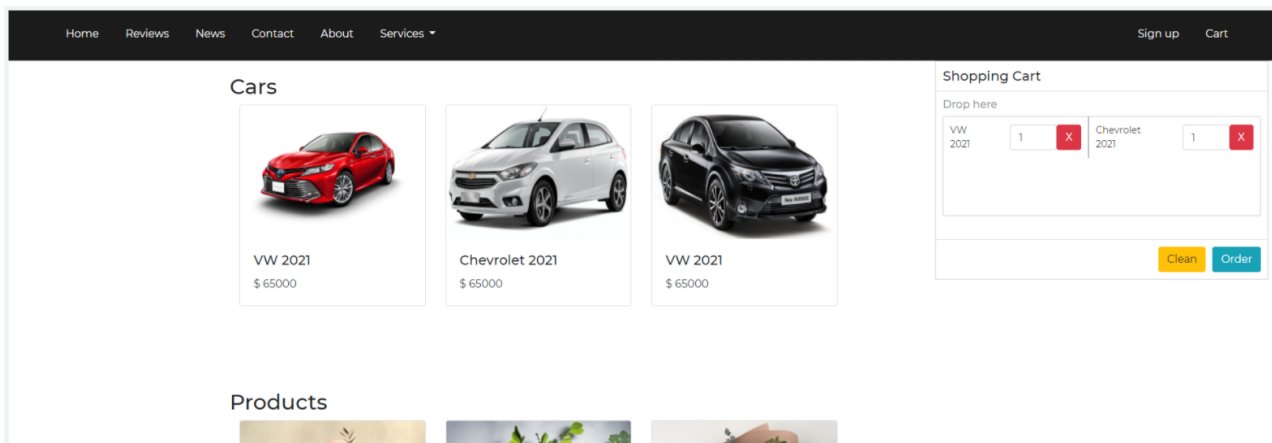 Home Reviews News Contact About Services Sign up Cart
Shopping Cart
Drop here
VW
2021
1 X
Chevrolet
2021
1 X
Clean Order
Cars
VW 2021
$ 65000
Chevrolet 2021
$ 65000
VW 2021
$ 65000
Products